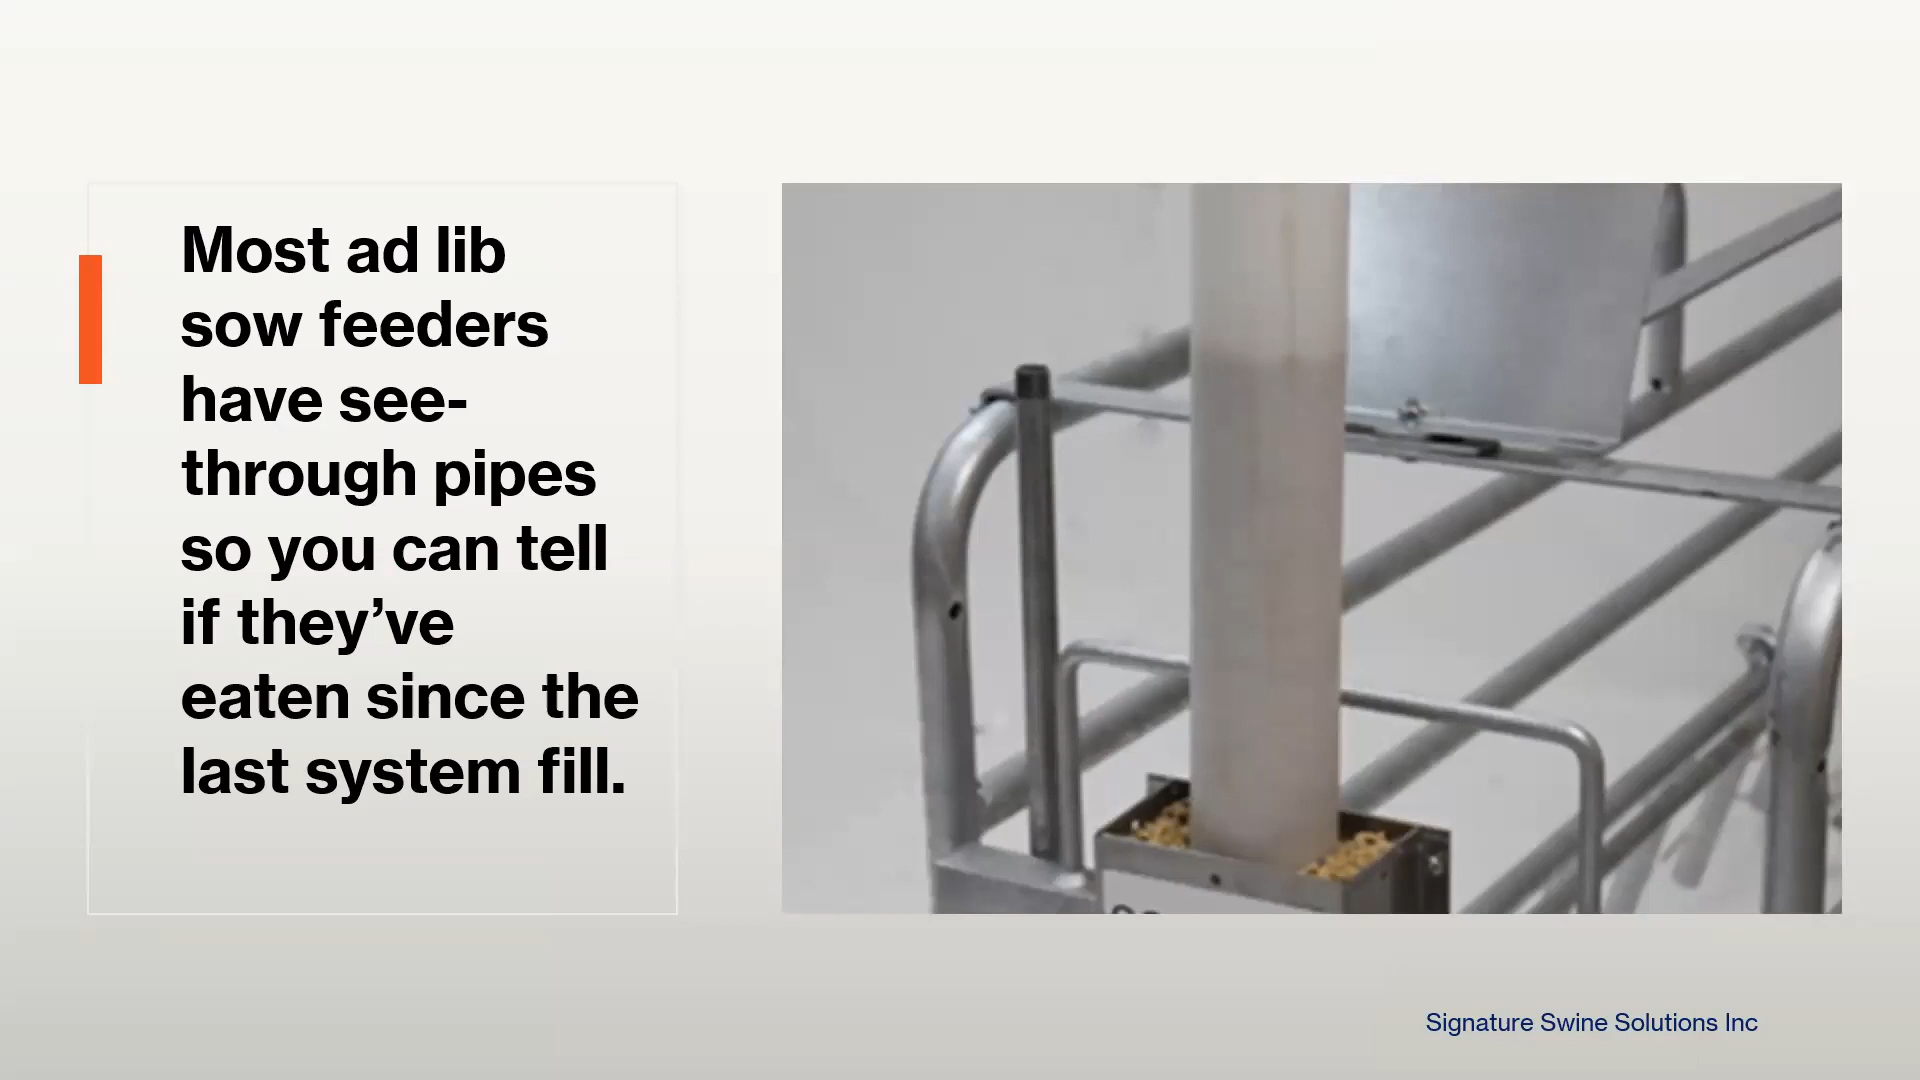 Most ad lib
sow feeders
have see-
through pipes
so you can tell
if they’ve
eaten since the
last system fill.
Signature Swine Solutions Inc